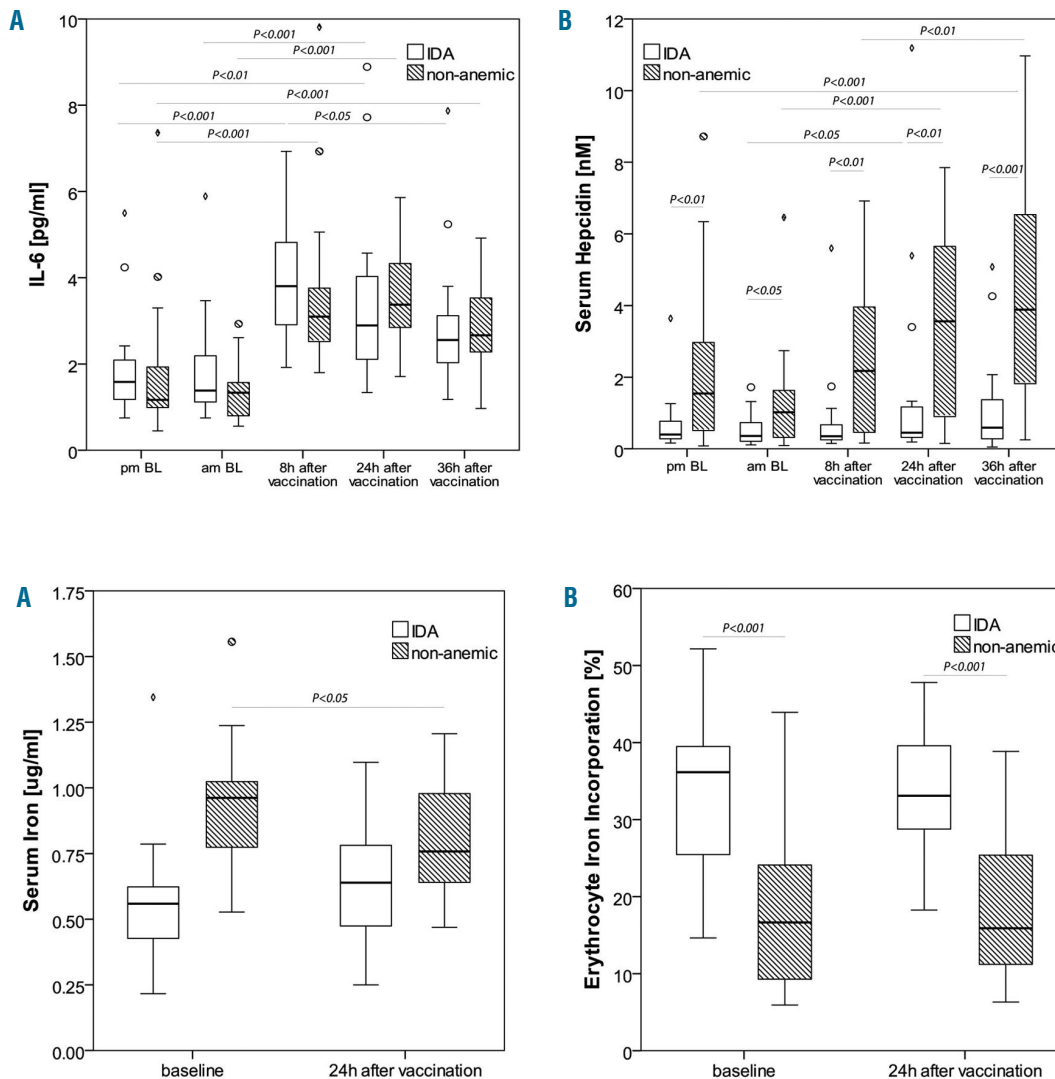 A
IL-6 [pg/ml]
10
8
6
4
2
0
IDA
non-anemic
P<0.001
P<0.001
P<0.01
P<0.001
P<0.001
P<0.05
P<0.001
pm BL
am BL
8h after
vaccination
24h after
vaccination
36h after
vaccination
B
Serum Hepcidin [nM]
12
10
8
6
4
2
0
IDA
non-anemic
P<0.01
P<0.001
P<0.001
P<0.05
P<0.01
P<0.01
P<0.001
P<0.01
P<0.05
pm BL
am BL
8h after
vaccination
24h after
vaccination
36h after
vaccination
A
Serum Iron [ug/ml]
1.75
1.50
1.25
1.00
0.75
0.50
0.25
0.00
IDA
non-anemic
P<0.05
baseline
24h after vaccination
B
Erythrocyte Iron Incorporation [%]
60
50
40
30
20
10
0
IDA
non-anemic
P<0.001
P<0.001
baseline
24h after vaccination